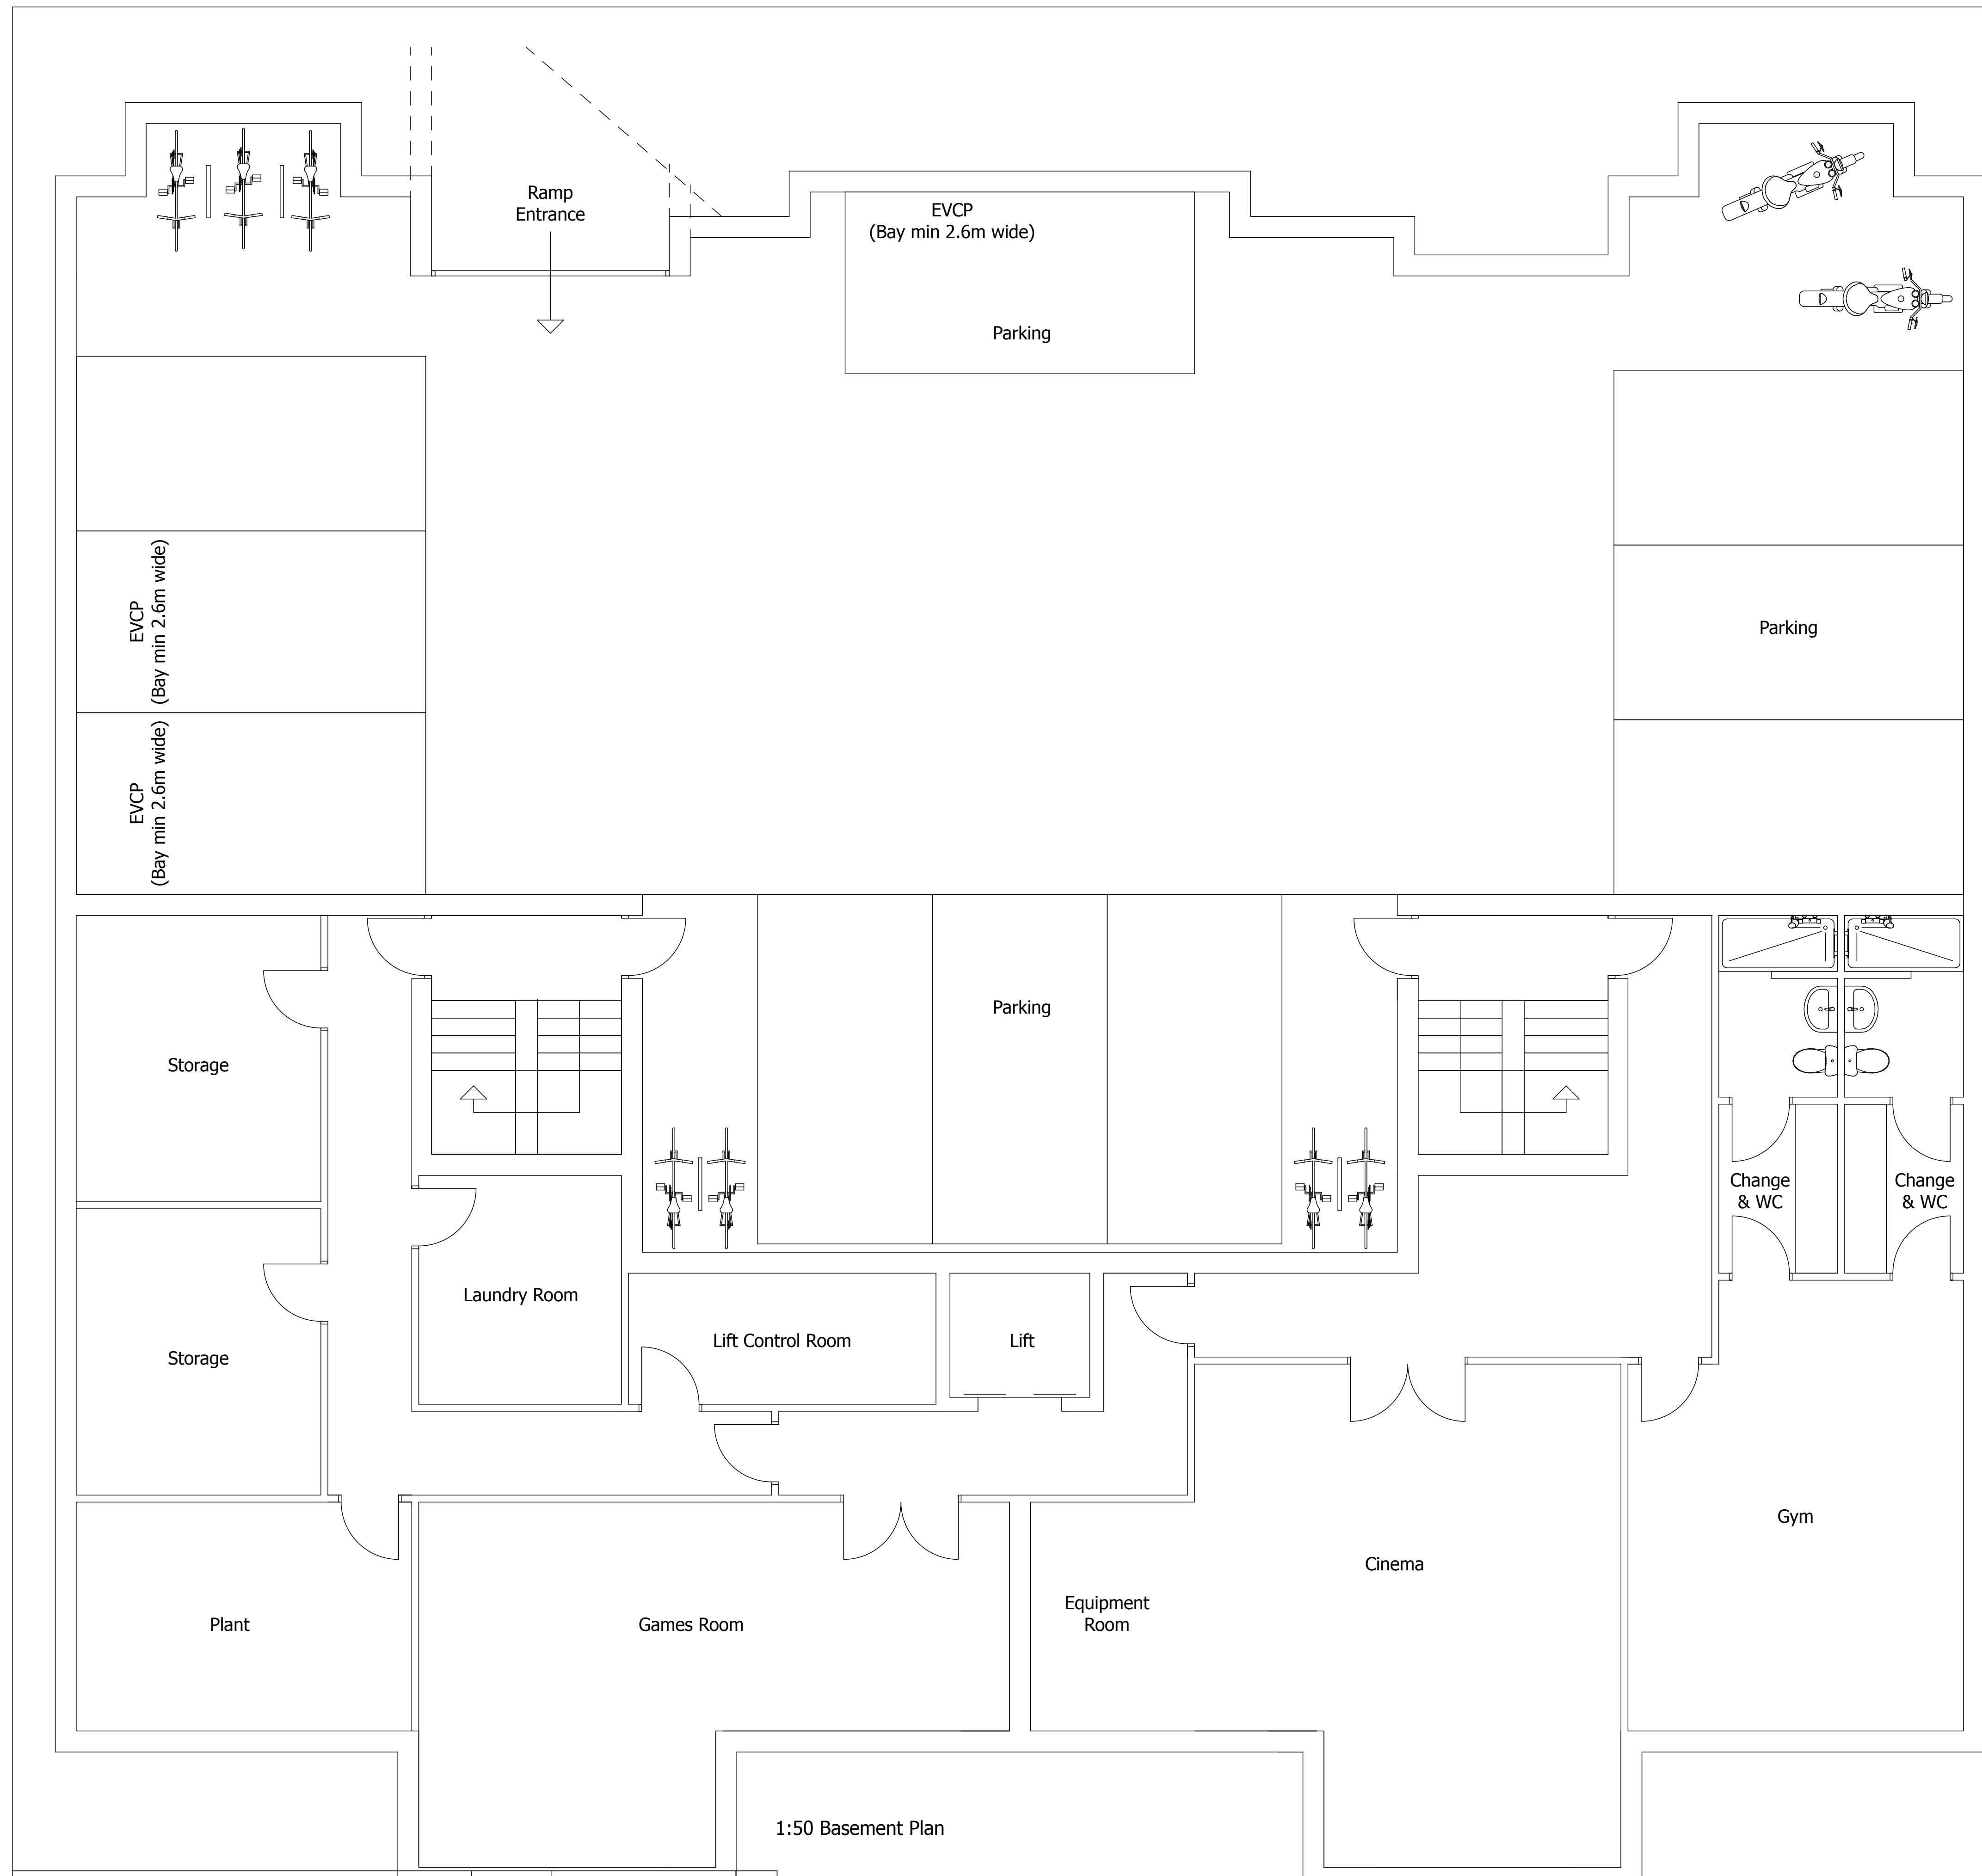 Ramp
Entrance
EVCP
(Bay min 2.6m wide)
Parking
EVCP
(Bay min 2.6m wide)
Parking
EVCP
(Bay min 2.6m wide)
Parking
Storage
Change
& WC
Change
& WC
Laundry Room
Lift Control Room
Lift
Storage
Gym
Cinema
Equipment
Room
Plant
Games Room
1:50 Basement Plan